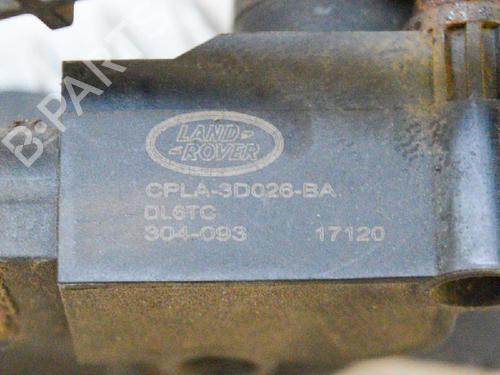 B-PARTS
LAND-
-ROVER
CPLA-3D026-BA
DL6TC
304-093 17120